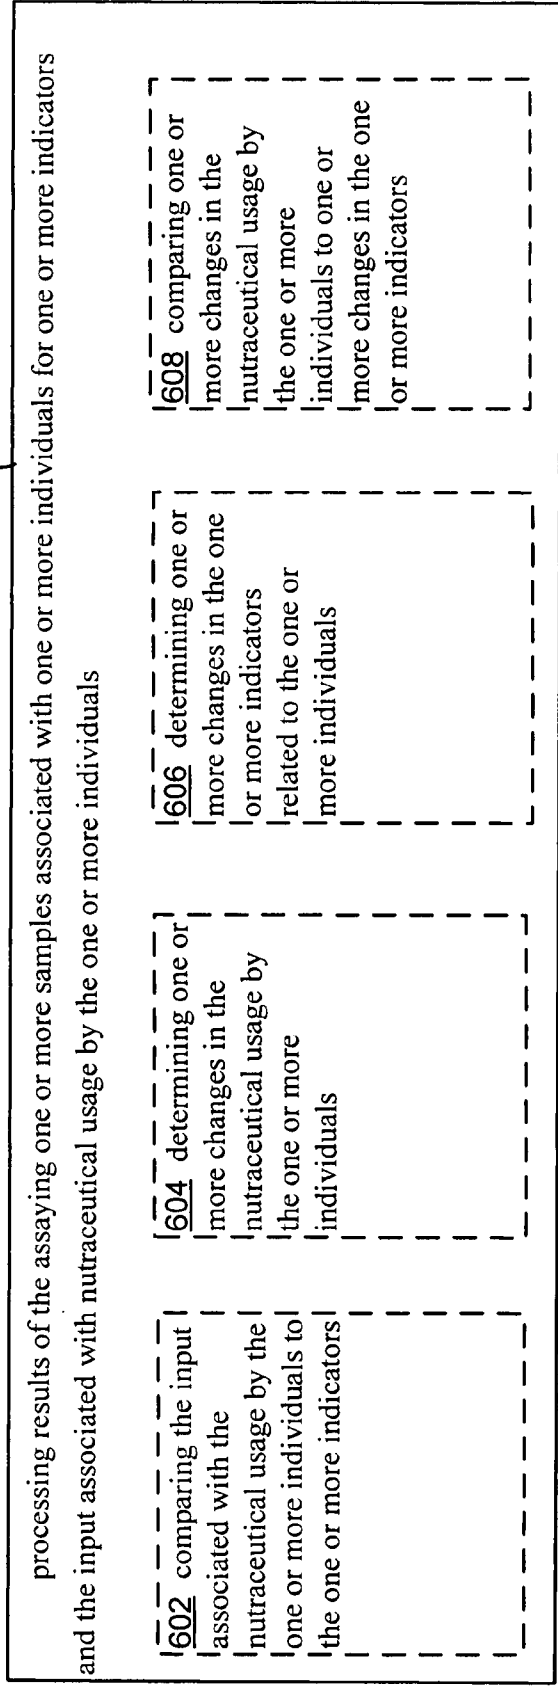 processing results of the assaying one or more samples associated with one or more individuals for one or more indicators
and the input associated with nutraceutical usage by the one or more individuals
602 comparing the input
associated with the
nutraceutical usage by the
one or more individuals to
the one or more indicators
604 determining one or
more changes in the
nutraceutical usage by
the one or more
individuals
606 determining one or
more changes in the one
or more indicators
related to the one or
more individuals
608 comparing one or
more changes in the
nutraceutical usage by
the one or more
individuals to one or
more changes in the one
or more indicators